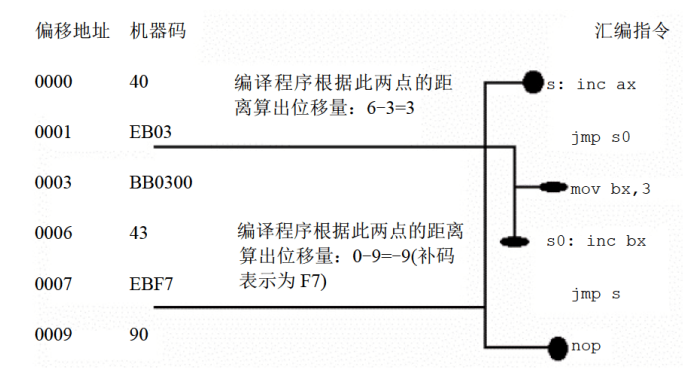 偏移地址 机器码 汇编指令
0000 40 编译程序根据此两点的距 s: inc ax
离算出位移量：6-3=3
0001 EB03 jmp s0
0003 BB0300 mov bx,3
0006 43 编译程序根据此两点的距离 s0: inc bx
算出位移量：0-9=-9(补码
0007 EBF7 表示为 F7) jmp s
0009 90 nop